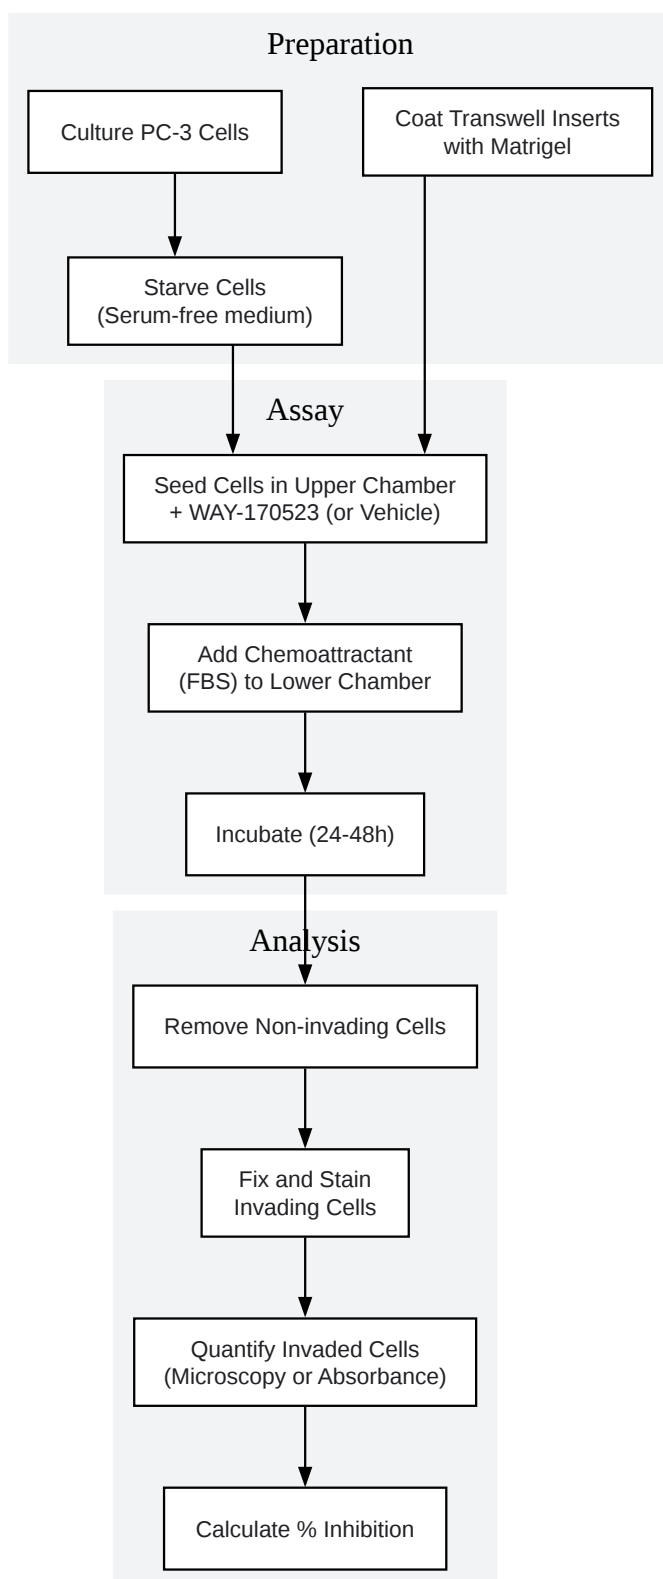 Preparation
Culture PC-3 Cells
Coat Transwell Inserts
with Matrigel
Starve Cells
(Serum-free medium)
Assay
Seed Cells in Upper Chamber
+ WAY-170523 (or Vehicle)
Add Chemoattractant
(FBS) to Lower Chamber
Incubate (24-48h)
Analysis
Remove Non-invading Cells
Fix and Stain
Invading Cells
Quantify Invaded Cells
(Microscopy or Absorbance)
Calculate % Inhibition